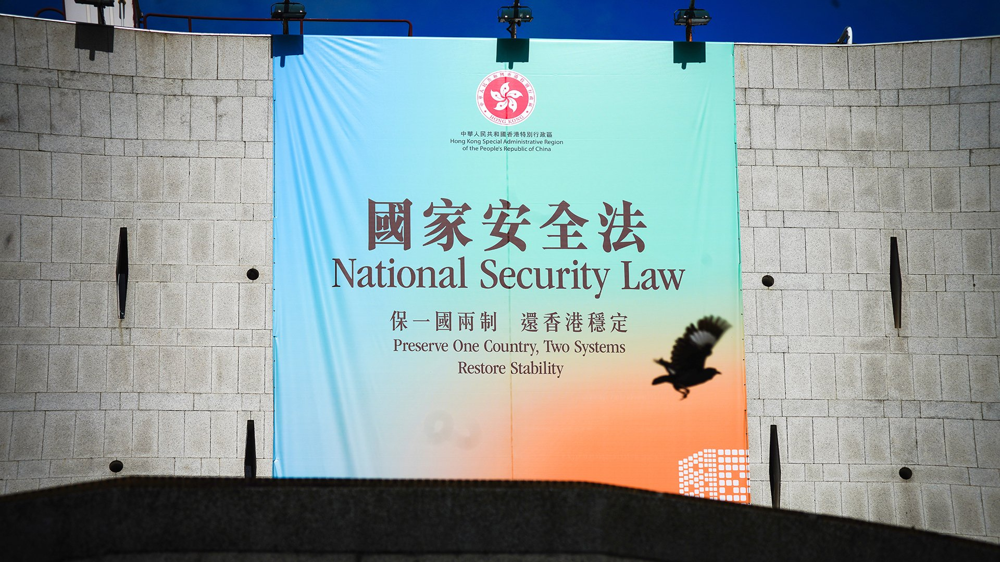 中華人民共和國香港特別行政區
HONG KONG
中華人民共和國香港特別行政區
Hong Kong Special Administrative Region
of the People's Republic of China
國家安全法
National Security Law
保一國兩制 還香港穩定
Preserve One Country, Two Systems
Restore Stability